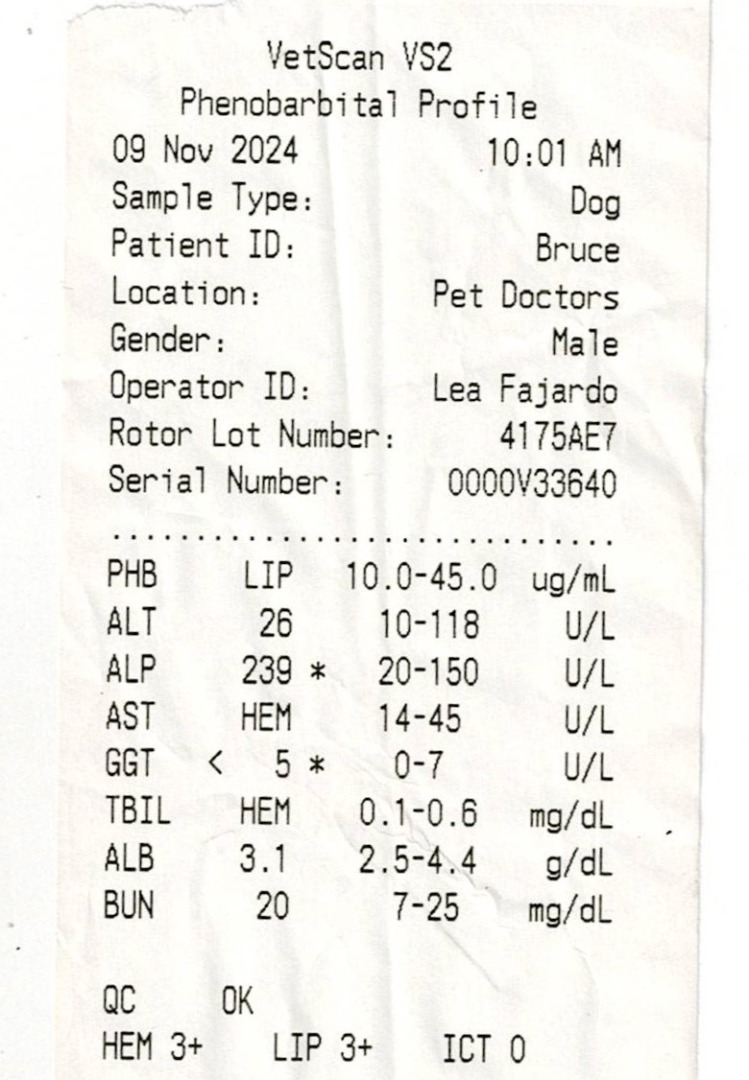 VetScan VS2
Phenobarbital Profile
09 Nov 2024 10:01 AM
Sample Type: Dog
Patient ID: Bruce
Location: Pet Doctors
Gender: Male
Operator ID: Lea Fajardo
Rotor Lot Number: 4175AE7
Serial Number: 0000V33640
................................
PHB LIP 10.0-45.0 ug/mL
ALT 26 10-118 U/L
ALP 239 * 20-150 U/L
AST HEM 14-45 U/L
GGT < 5 * 0-7 U/L
TBIL HEM 0.1-0.6 mg/dL
ALB 3.1 2.5-4.4 g/dL
BUN 20 7-25 mg/dL
QC OK
HEM 3+ LIP 3+ ICT 0